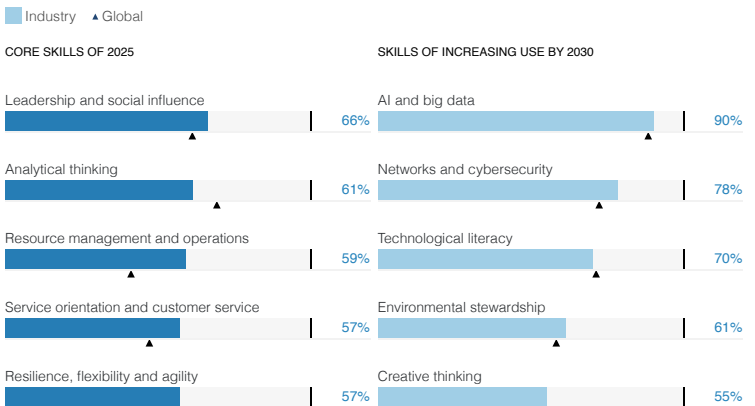 Industry Global
CORE SKILLS OF 2025
Leadership and social influence
66%
Analytical thinking
61%
Resource management and operations
59%
Service orientation and customer service
57%
Resilience, flexibility and agility
57%
SKILLS OF INCREASING USE BY 2030
AI and big data
90%
Networks and cybersecurity
78%
Technological literacy
70%
Environmental stewardship
61%
Creative thinking
55%